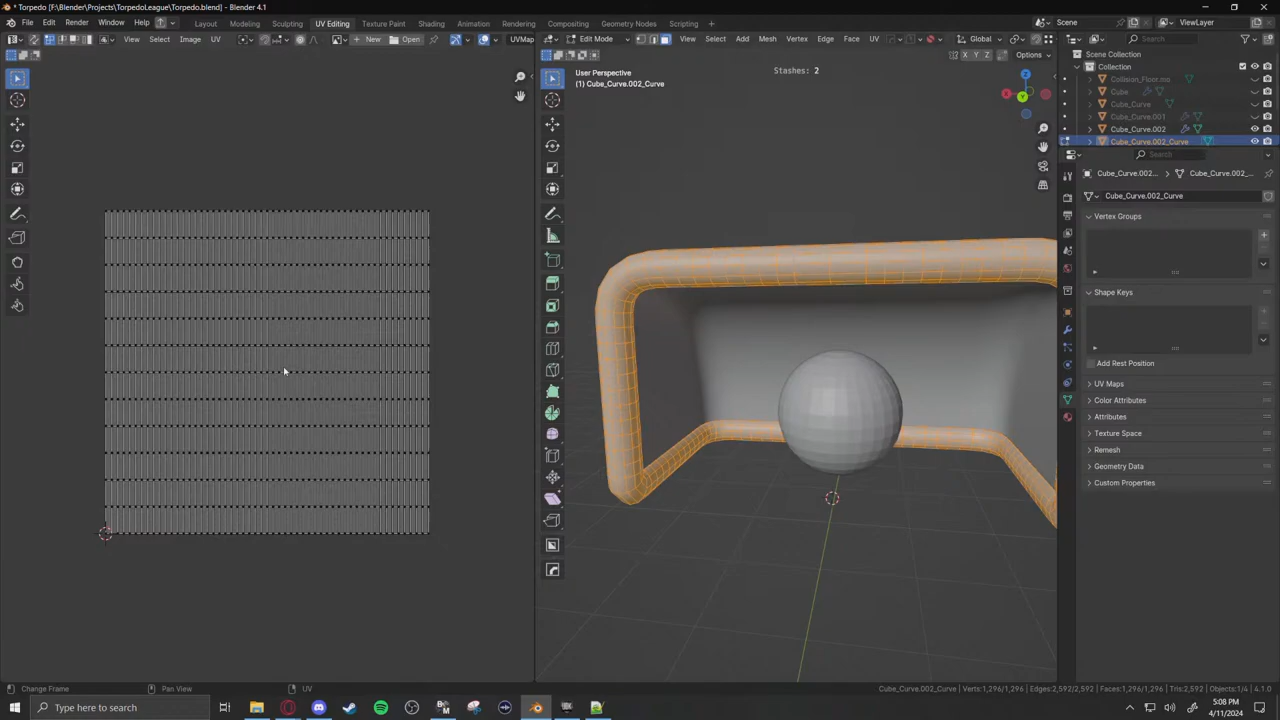 * Torpedo [F:\Blender\Projects\TorpedoLeague\Torpedo.blend] - Blender 4.1
File Edit Render Window Help
Layout Modeling Sculpting UV Editing Texture Paint Shading Animation Rendering Compositing Geometry Nodes Scripting
Scene ViewLayer
View Select Image UV New Open UVMap
Edit Mode View Select Add Mesh Vertex Edge Face UV Global
Search
X Y Z Options
User Perspective
(1) Cube_Curve.002_Curve
Stashes: 2
Z
X
Y
Scene Collection
Collection
Collision_Floor.mo
Cube
Cube_Curve
Cube_Curve.001
Cube_Curve.002
Cube_Curve.002_Curve
Search
Cube_Curve.002... Cube_Curve.002_...
Cube_Curve.002_Curve
Vertex Groups
Shape Keys
Add Rest Position
UV Maps
Color Attributes
Attributes
Texture Space
Remesh
Geometry Data
Custom Properties
Change Frame Pan View UV
Cube_Curve.002_Curve | Verts:1,296/1,296 | Edges:2,592/2,592 | Faces:1,296/1,296 | Tris:2,592 | Objects:1/4 | 4.1.0
Type here to search
5:08 PM
4/11/2024